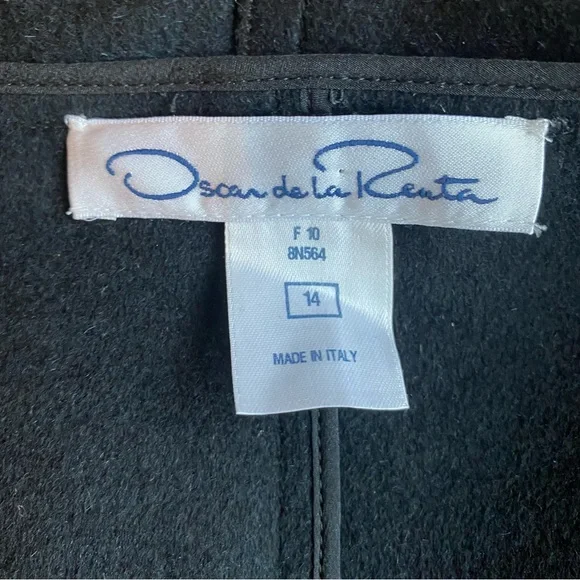 Oscar de la Renta
F 10
8N564
14
MADE IN ITALY